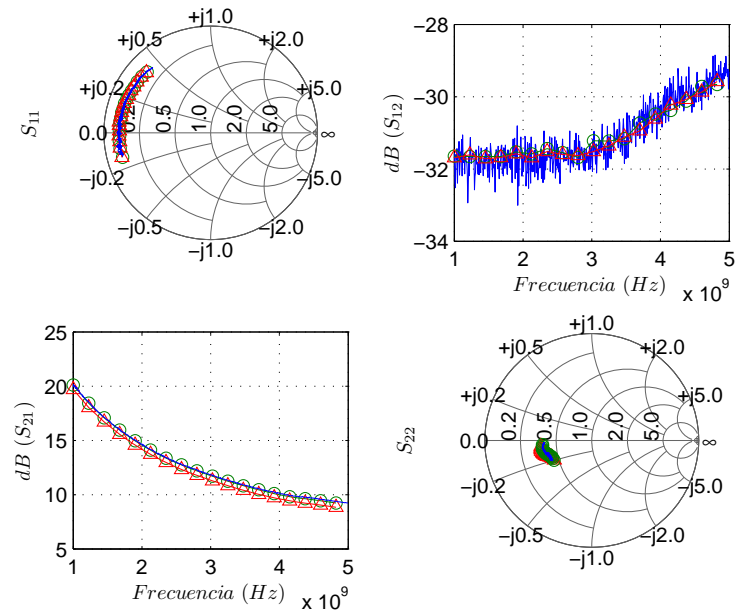 +j1.0
+j0.5
+j2.0
+j0.2
+j5.0
0.0
0.2
0.5
1.0
2.0
5.0
∞
−j0.2
−j5.0
−j0.5
−j2.0
−j1.0
S11
−28
−30
−32
−34
dB (S12)
1 2 3 4 5
Frecuencia (Hz)
x 10^9
25
20
15
10
5
dB (S21)
1 2 3 4 5
Frecuencia (Hz)
x 10^9
+j1.0
+j0.5
+j2.0
+j0.2
+j5.0
0.0
0.2
0.5
1.0
2.0
5.0
∞
−j0.2
−j5.0
−j0.5
−j2.0
−j1.0
S22